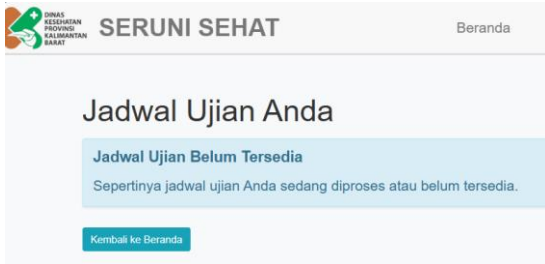 DINAS
KESEHATAN
PROVINSI
KALIMANTAN
BARAT
SERUNI SEHAT
Beranda
Jadwal Ujian Anda
Jadwal Ujian Belum Tersedia
Sepertinya jadwal ujian Anda sedang diproses atau belum tersedia.
Kembali ke Beranda